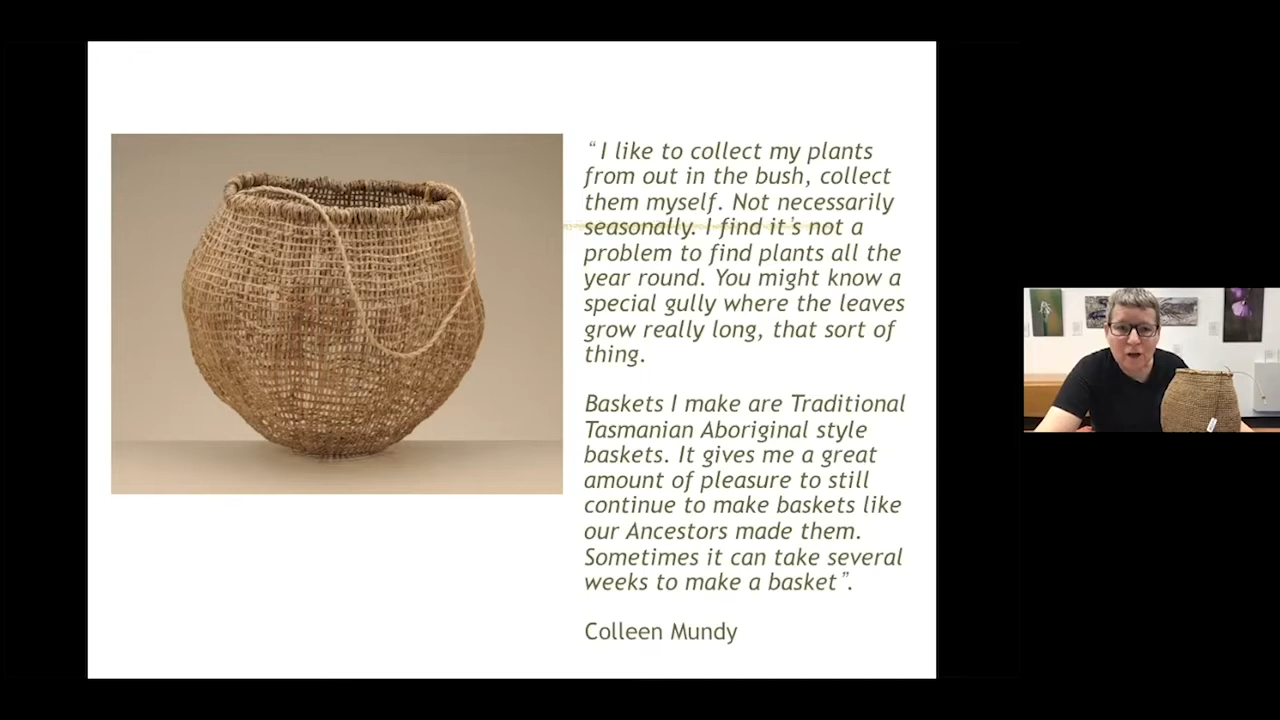 “I like to collect my plants
from out in the bush, collect
them myself. Not necessarily
seasonally. I find it’s not a
problem to find plants all the
year round. You might know a
special gully where the leaves
grow really long, that sort of
thing.
Baskets I make are Traditional
Tasmanian Aboriginal style
baskets. It gives me a great
amount of pleasure to still
continue to make baskets like
our Ancestors made them.
Sometimes it can take several
weeks to make a basket”.
Colleen Mundy